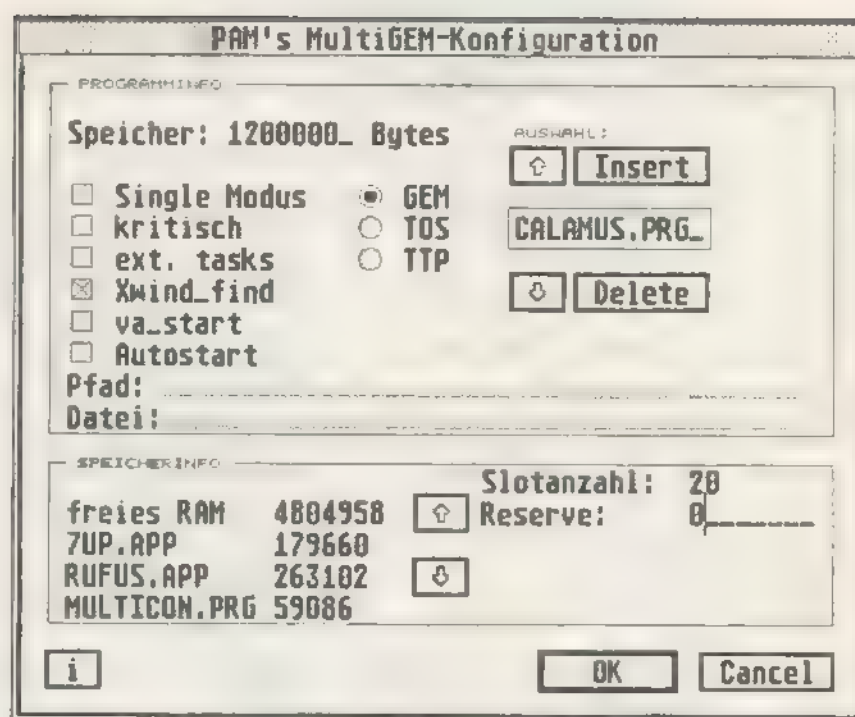 PAM's MultiGEM-Konfiguration
PROGRAMMINFO
Speicher: 1200000_ Bytes
AUSWAHL:
Insert
Single Modus
GEM
kritisch
TOS
CALAMUS.PRG_
ext. tasks
TTP
Xwind_find
Delete
va_start
Autostart
Pfad:
Datei:
SPEICHERINFO
Slotanzahl: 20
freies RAM 4804958
Reserve: 0
7UP.APP 179660
RUFUS.APP 263102
MULTICON.PRG 59086
i
OK
Cancel